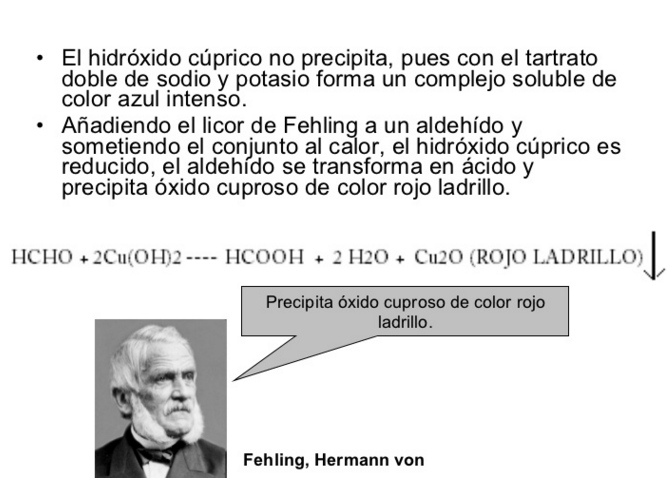 • El hidróxido cúprico no precipita, pues con el tartrato
doble de sodio y potasio forma un complejo soluble de
color azul intenso.
• Añadiendo el licor de Fehling a un aldehído y
sometiendo el conjunto al calor, el hidróxido cúprico es
reducido, el aldehído se transforma en ácido y
precipita óxido cuproso de color rojo ladrillo.
HCHO + 2Cu(OH)2 ---- HCOOH + 2 H2O + Cu2O (ROJO LADRILLO)
Precipita óxido cuproso de color rojo
ladrillo.
Fehling, Hermann von